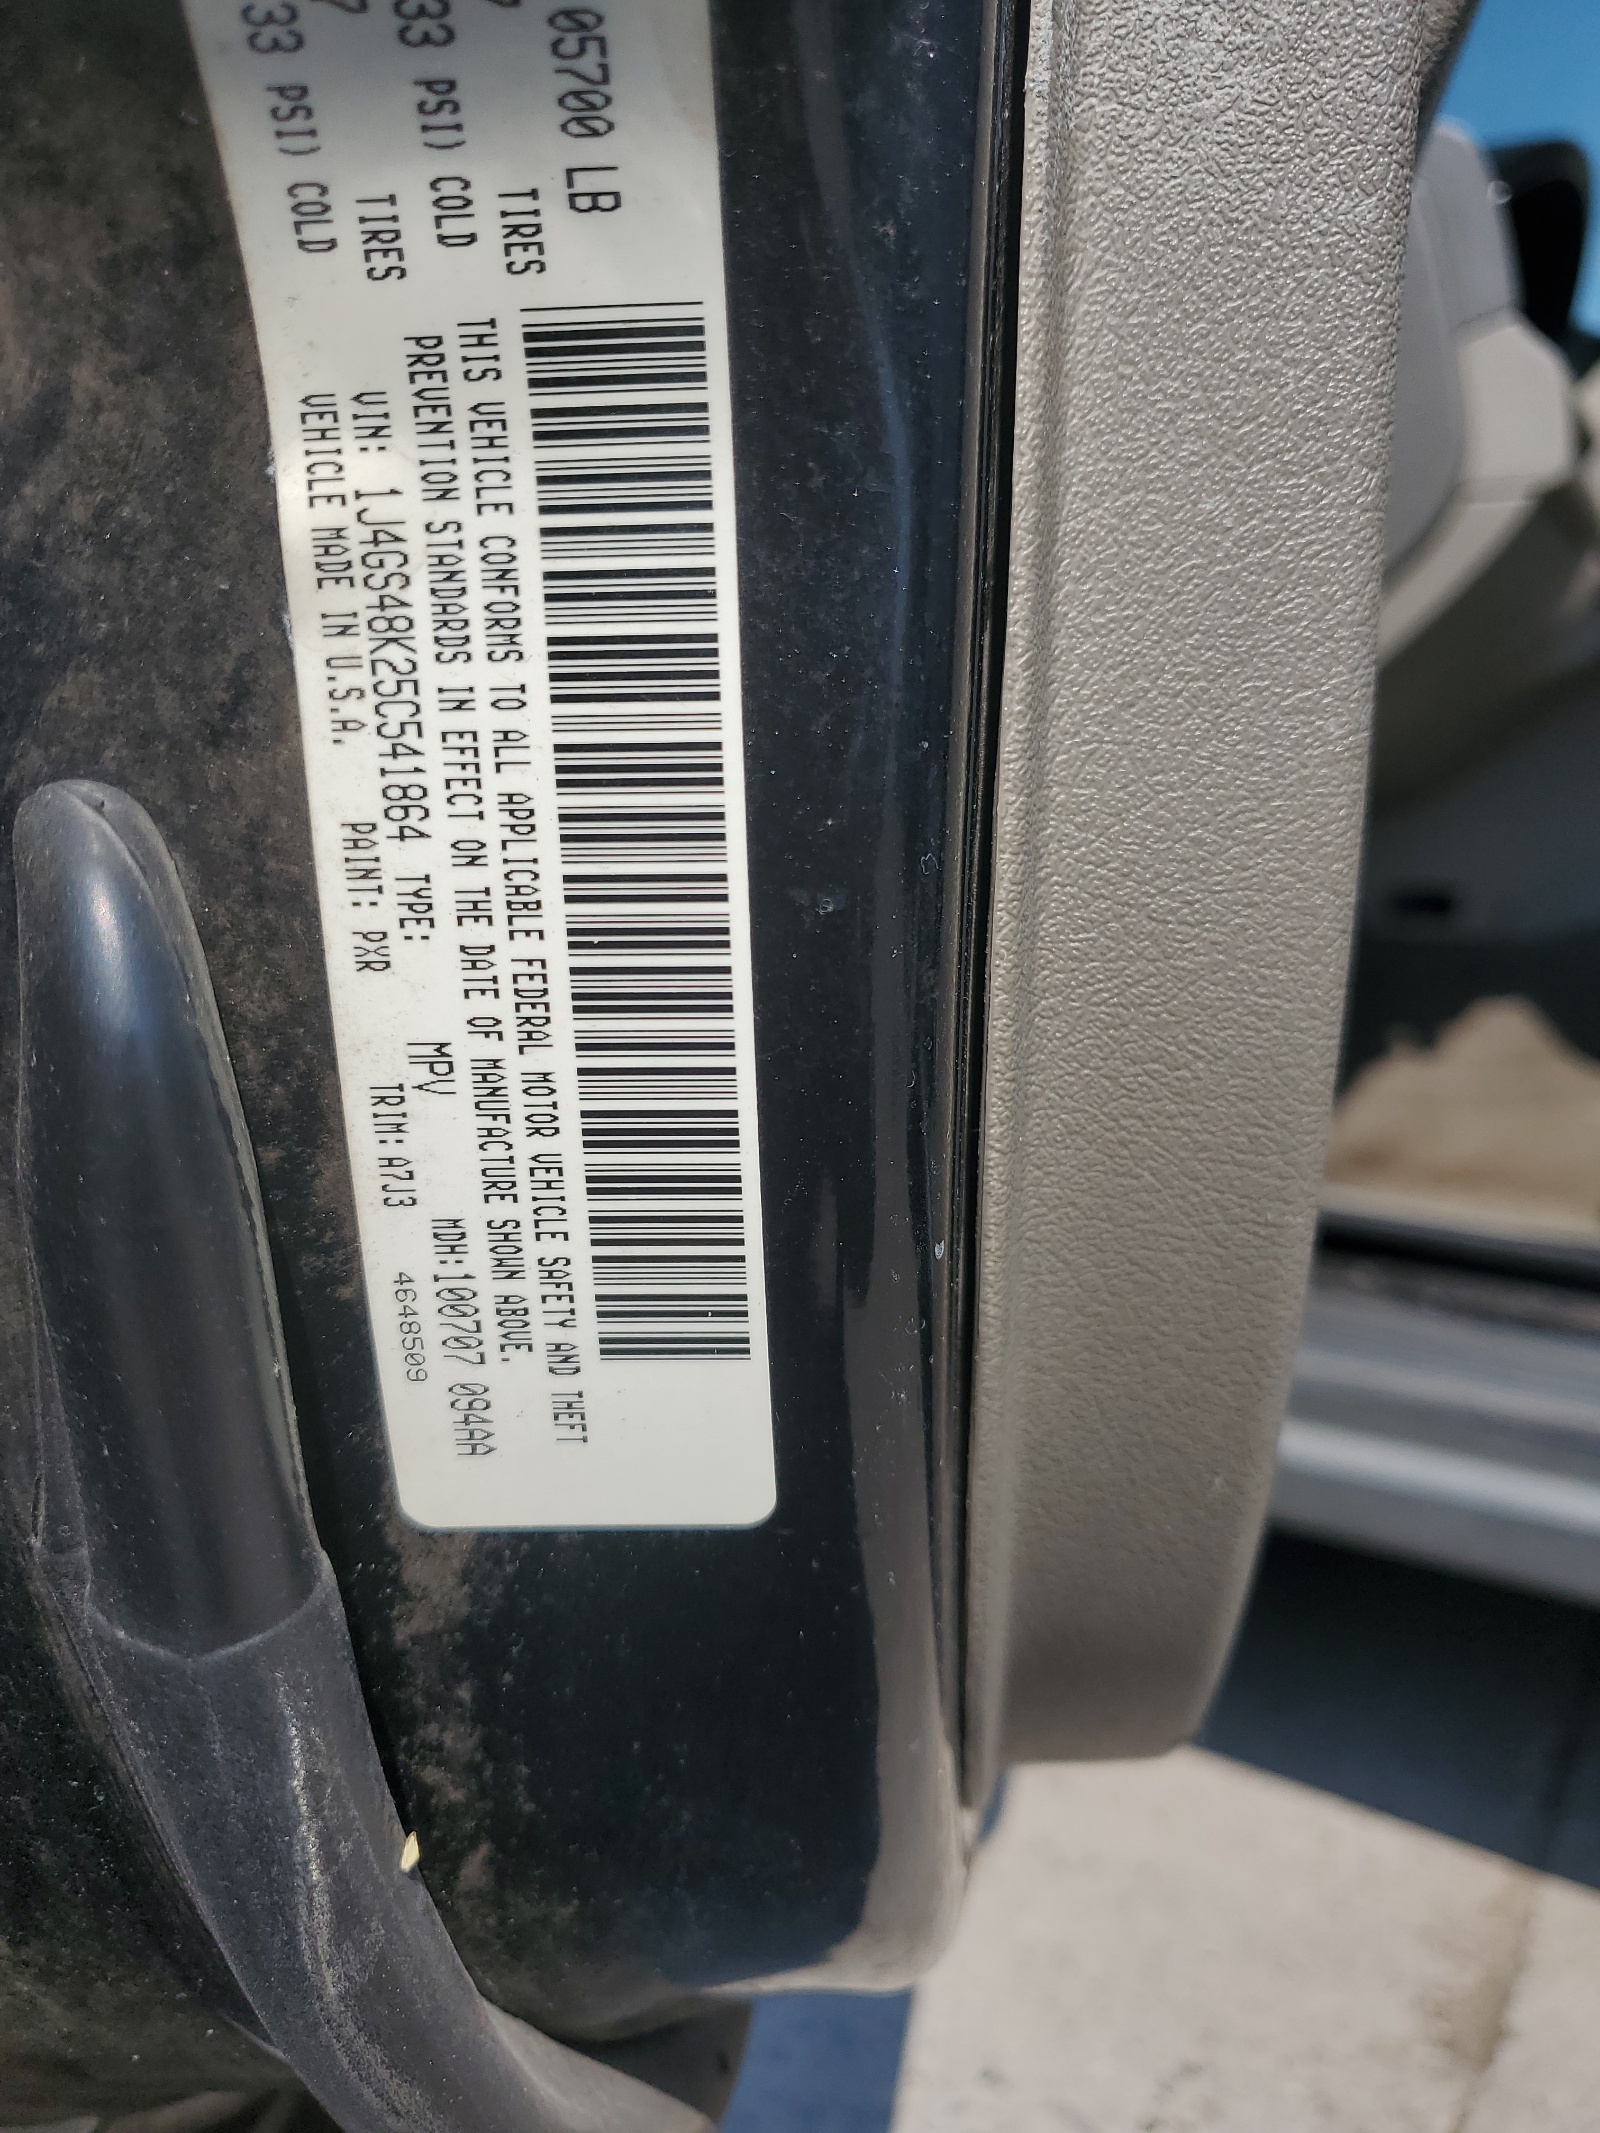 05700 LB
TIRES
33 PSI) COLD
7 TIRES
33 PSI) COLD
THIS VEHICLE CONFORMS TO ALL APPLICABLE FEDERAL MOTOR VEHICLE SAFETY AND THEFT
PREVENTION STANDARDS IN EFFECT ON THE DATE OF MANUFACTURE SHOWN ABOVE.
VIN: 1J4GS48K25C541864 TYPE: MPV MDH:100707 094AA
VEHICLE MADE IN U.S.A. PAINT: PXR TRIM: A7J3 4648509